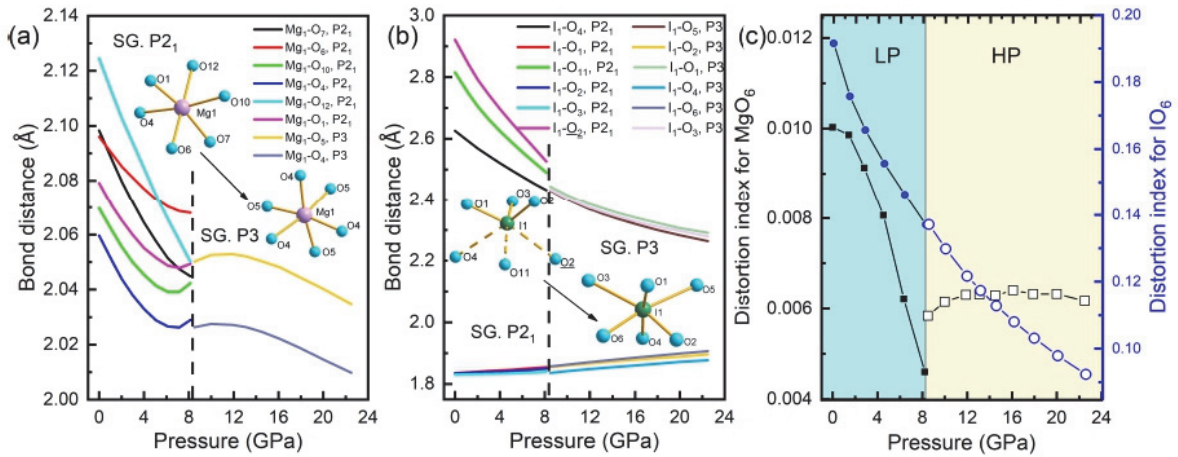 (a)
SG. P2₁
Mg₁-O₇, P2₁
Mg₁-O₆, P2₁
Mg₁-O₁₀, P2₁
Mg₁-O₄, P2₁
Mg₁-O₁₂, P2₁
Mg₁-O₁, P2₁
Mg₁-O₅, P3
Mg₁-O₄, P3
O12
O1
O10
Mg1
O4
O7
O6
O4
O5
O5
Mg1
O4
O4
O5
SG. P3
Bond distance (Å)
2.14
2.12
2.10
2.08
2.06
2.04
2.02
2.00
0 4 8 12 16 20 24
Pressure (GPa)
(b)
I₁-O₄, P2₁
I₁-O₁, P2₁
I₁-O₁₁, P2₁
I₁-O₂, P2₁
I₁-O₃, P2₁
I₁-O₂, P2₁
I₁-O₅, P3
I₁-O₂, P3
I₁-O₁, P3
I₁-O₄, P3
I₁-O₆, P3
I₁-O₃, P3
O3
O2
O1
I1
O4
O11
O2
SG. P3
O3
O1
O5
I1
O6
O4
O2
SG. P2₁
Bond distance (Å)
3.0
2.8
2.6
2.4
2.2
2.0
1.8
0 4 8 12 16 20 24
Pressure (GPa)
(c)
LP
HP
Distortion index for MgO₆
0.012
0.010
0.008
0.006
0.004
0 4 8 12 16 20 24
Pressure (GPa)
0.20
0.18
0.16
0.14
0.12
0.10
Distortion index for IO₆